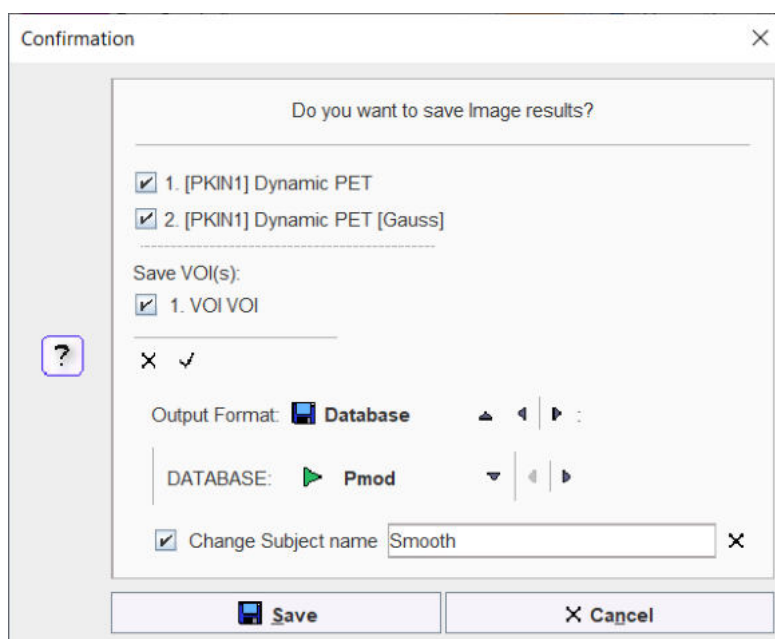 Confirmation
Do you want to save Image results?
1. [PKIN1] Dynamic PET
2. [PKIN1] Dynamic PET [Gauss]
Save VOI(s):
1. VOI VOI
?
Output Format: Database :
DATABASE: Pmod
Change Subject name Smooth
Save Cancel